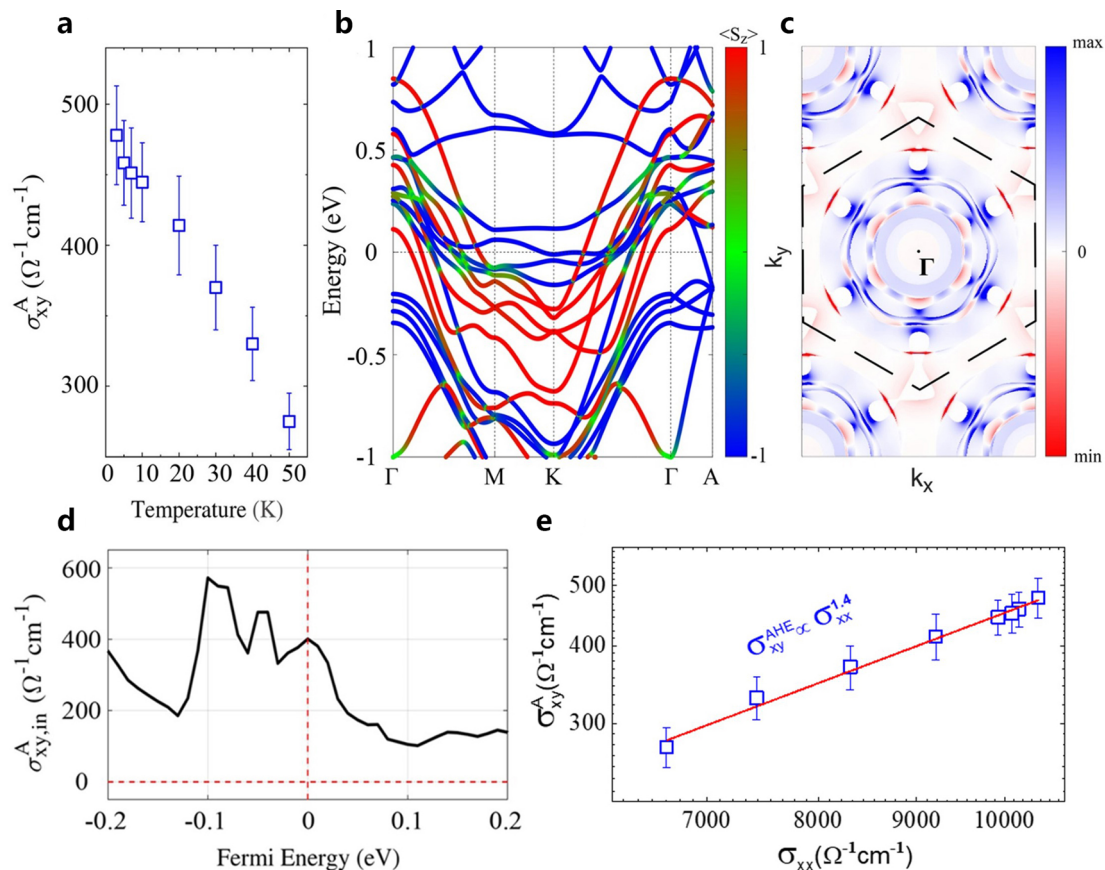 a
500
400
300
σ^A_xy (Ω⁻¹cm⁻¹)
0 10 20 30 40 50
Temperature (K)
b
<S_z>
1
0.5
0
-0.5
-1
Energy (eV)
Γ M K Γ A
1
-1
c
max
0
min
Γ
k_y
k_x
d
600
400
200
0
σ^A_xy,in (Ω⁻¹cm⁻¹)
-0.2 -0.1 0 0.1 0.2
Fermi Energy (eV)
e
500
400
300
σ^A_xy(Ω⁻¹cm⁻¹)
σ^AHE_xy ∝ σ^1.4_xx
7000 8000 9000 10000
σ_xx(Ω⁻¹cm⁻¹)